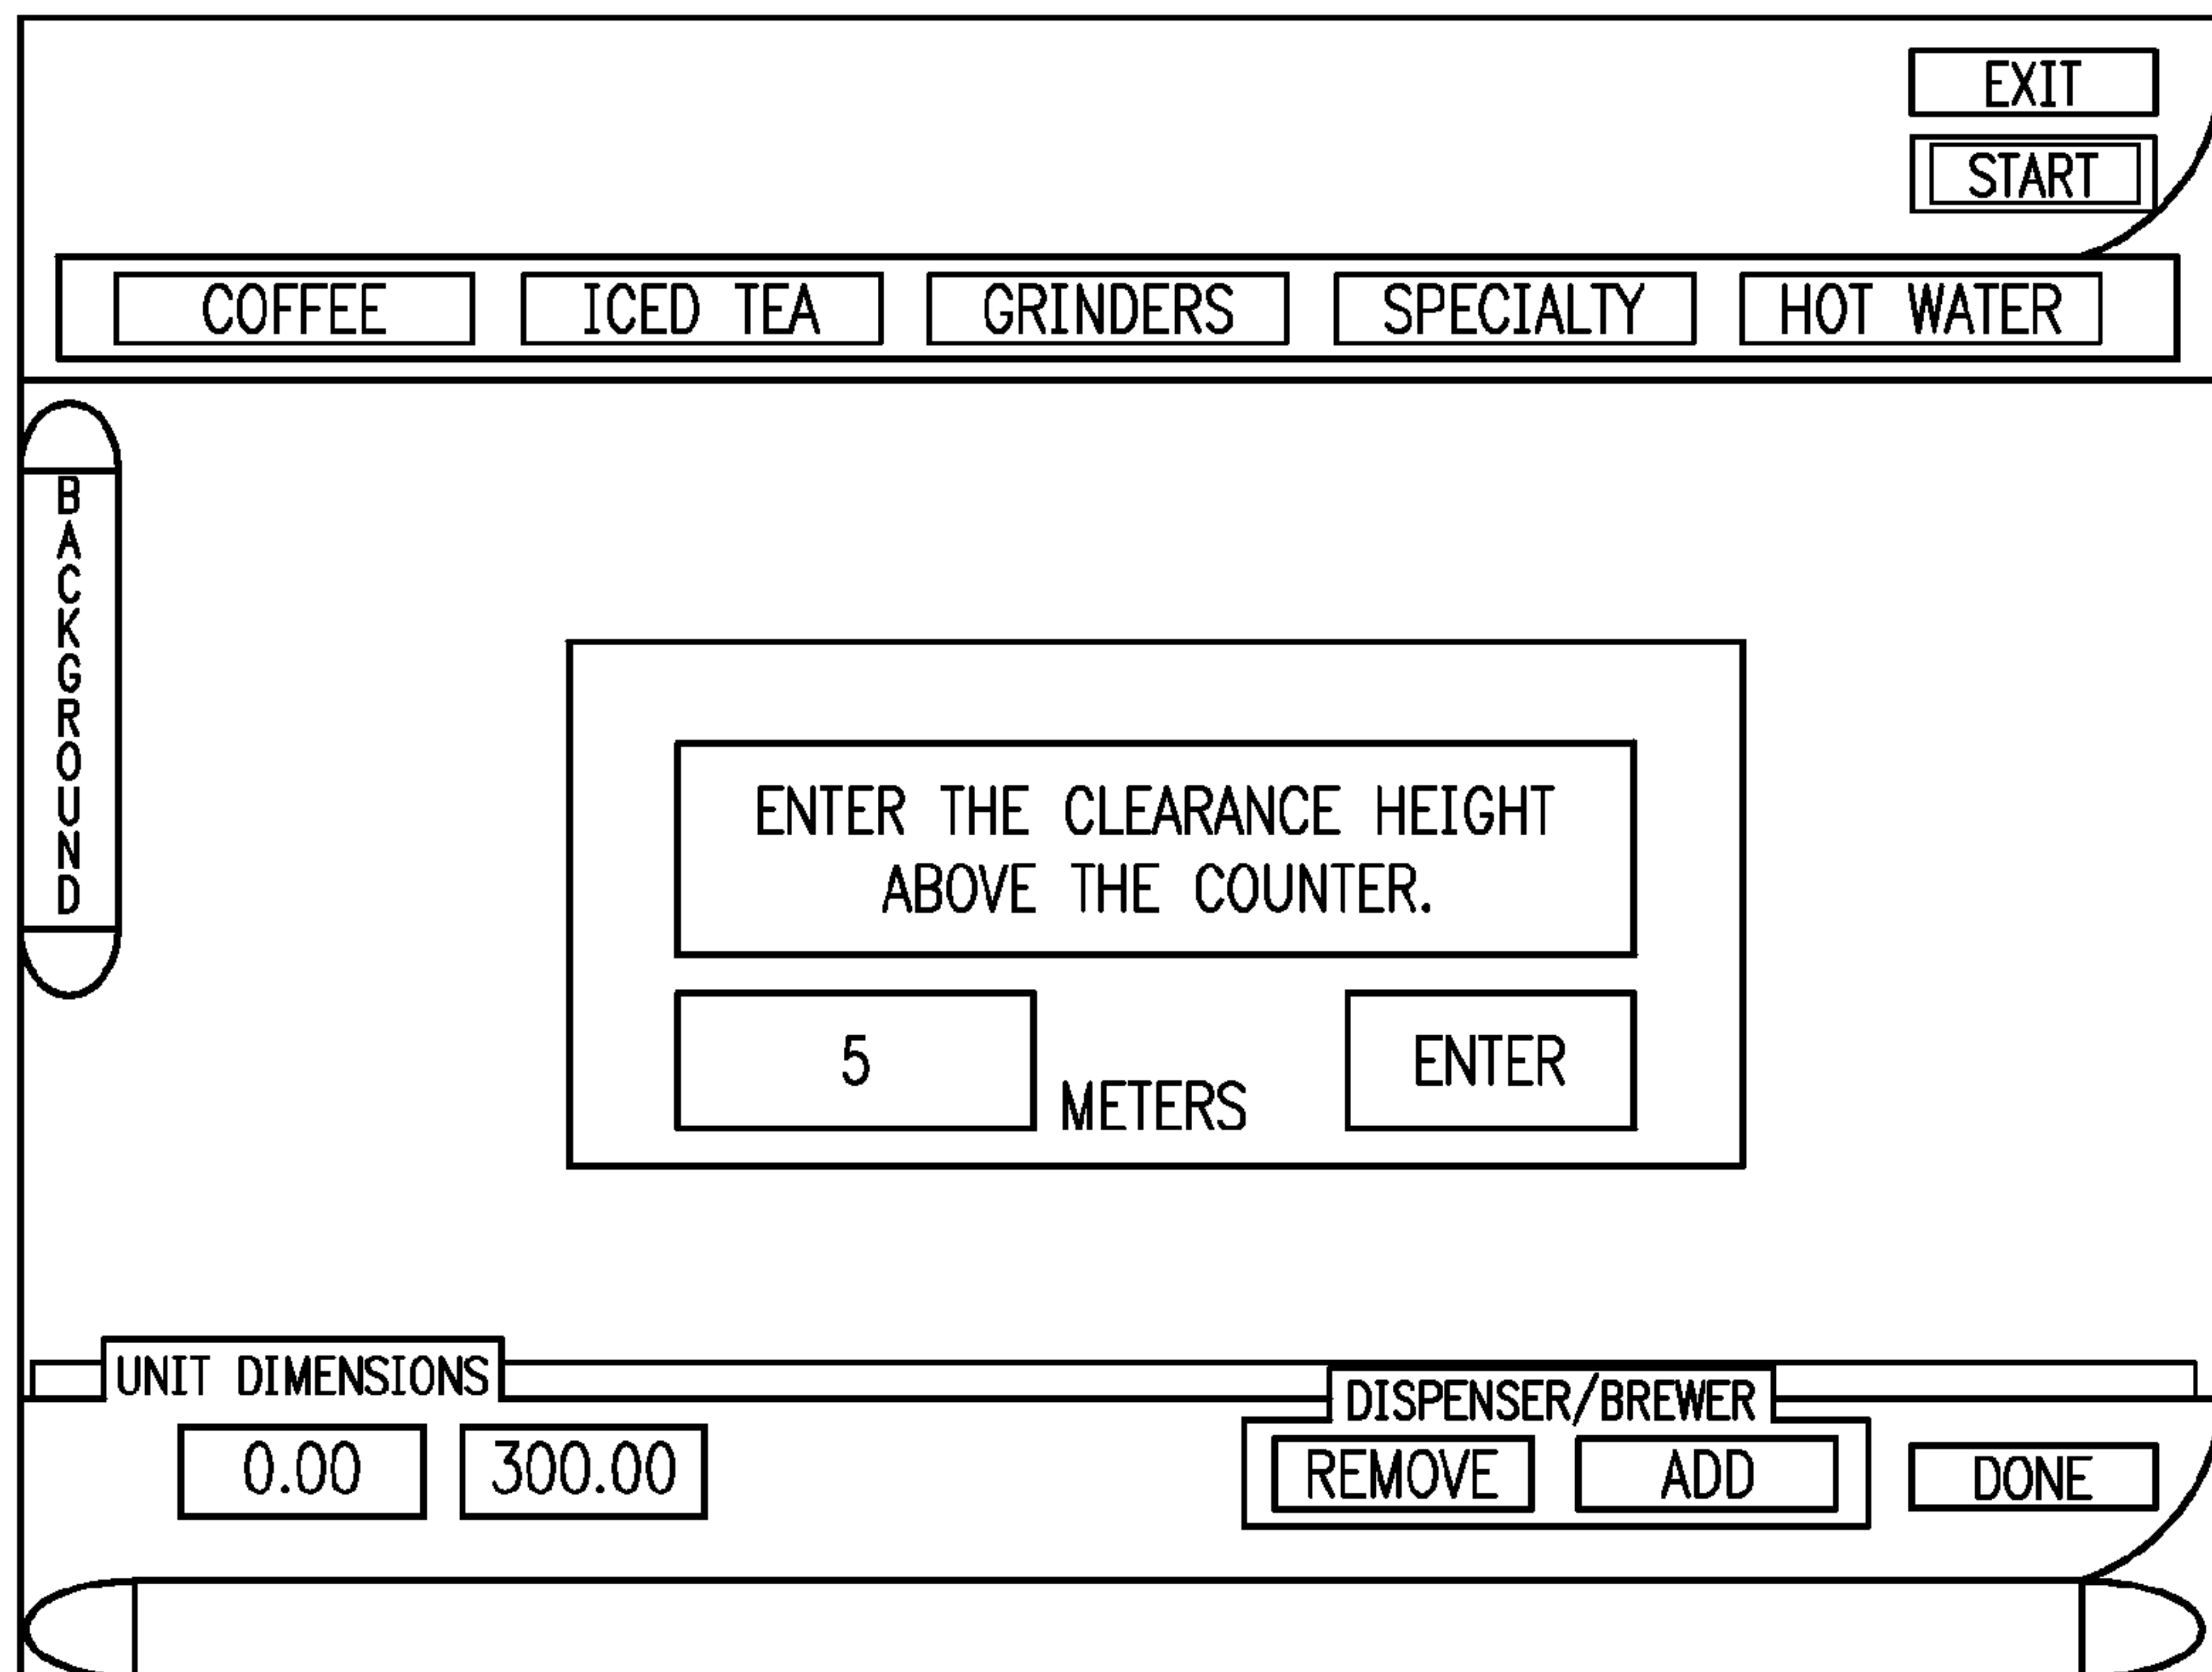 EXIT
START
COFFEE
ICED TEA
GRINDERS
SPECIALTY
HOT WATER
BACKGROUND
ENTER THE CLEARANCE HEIGHT
ABOVE THE COUNTER.
5
METERS
ENTER
UNIT DIMENSIONS
0.00
300.00
DISPENSER/BREWER
REMOVE
ADD
DONE